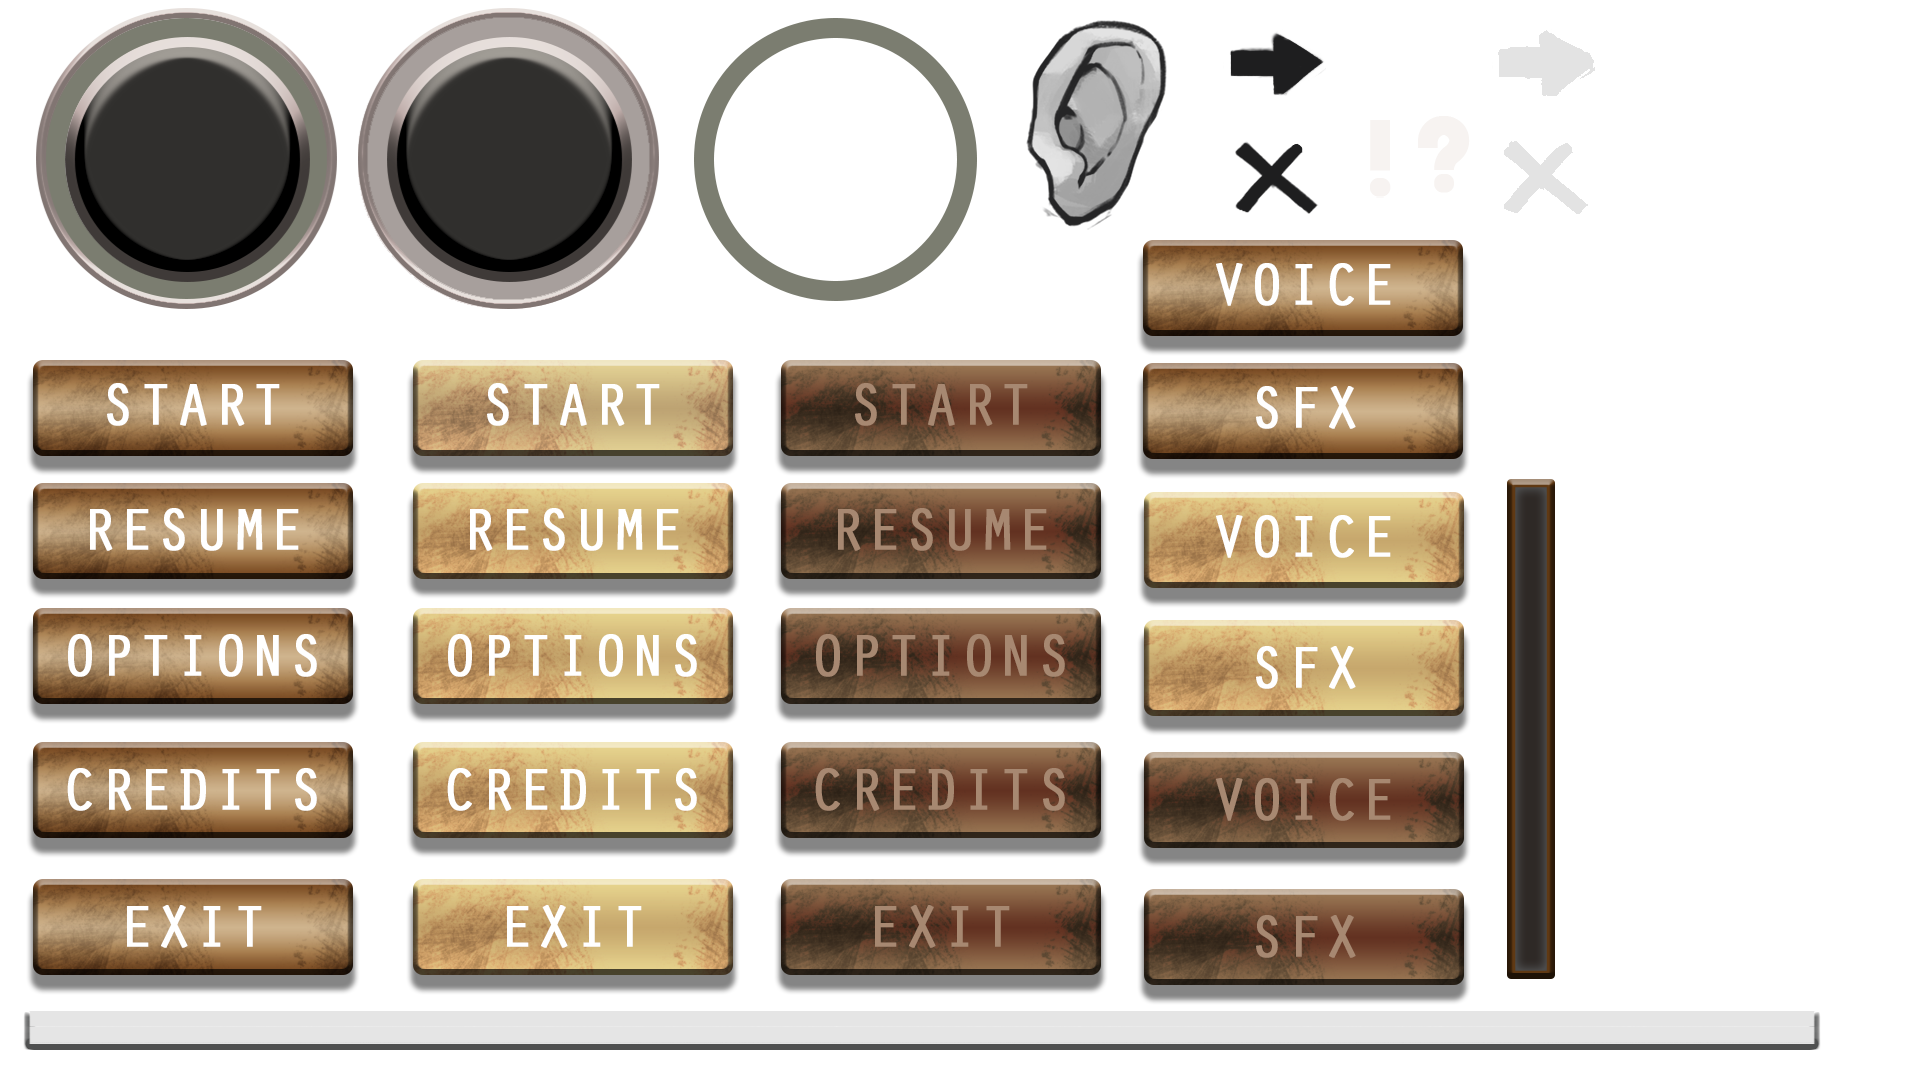 ! ?
VOICE
START START START SFX
RESUME RESUME RESUME VOICE
OPTIONS OPTIONS OPTIONS SFX
CREDITS CREDITS CREDITS VOICE
EXIT EXIT EXIT SFX